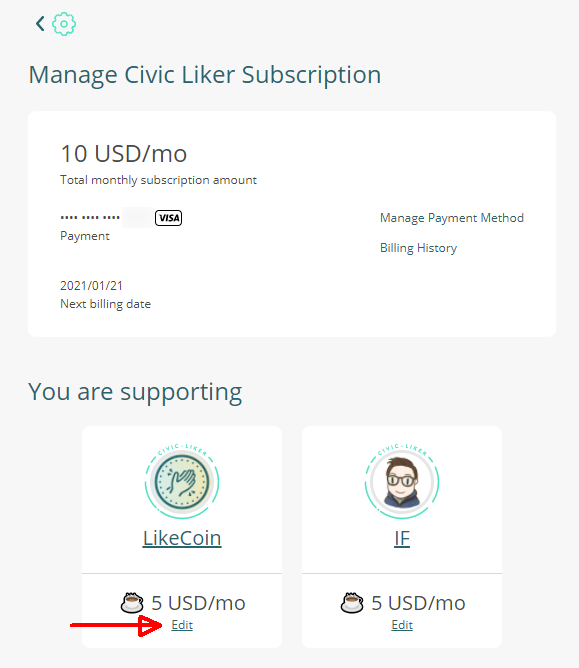 Manage Civic Liker Subscription
10 USD/mo
Total monthly subscription amount
•••• •••• •••• VISA
Payment
Manage Payment Method
Billing History
2021/01/21
Next billing date
You are supporting
CIVIC · LIKER
LikeCoin
5 USD/mo
Edit
CIVIC · LIKER
IF
5 USD/mo
Edit